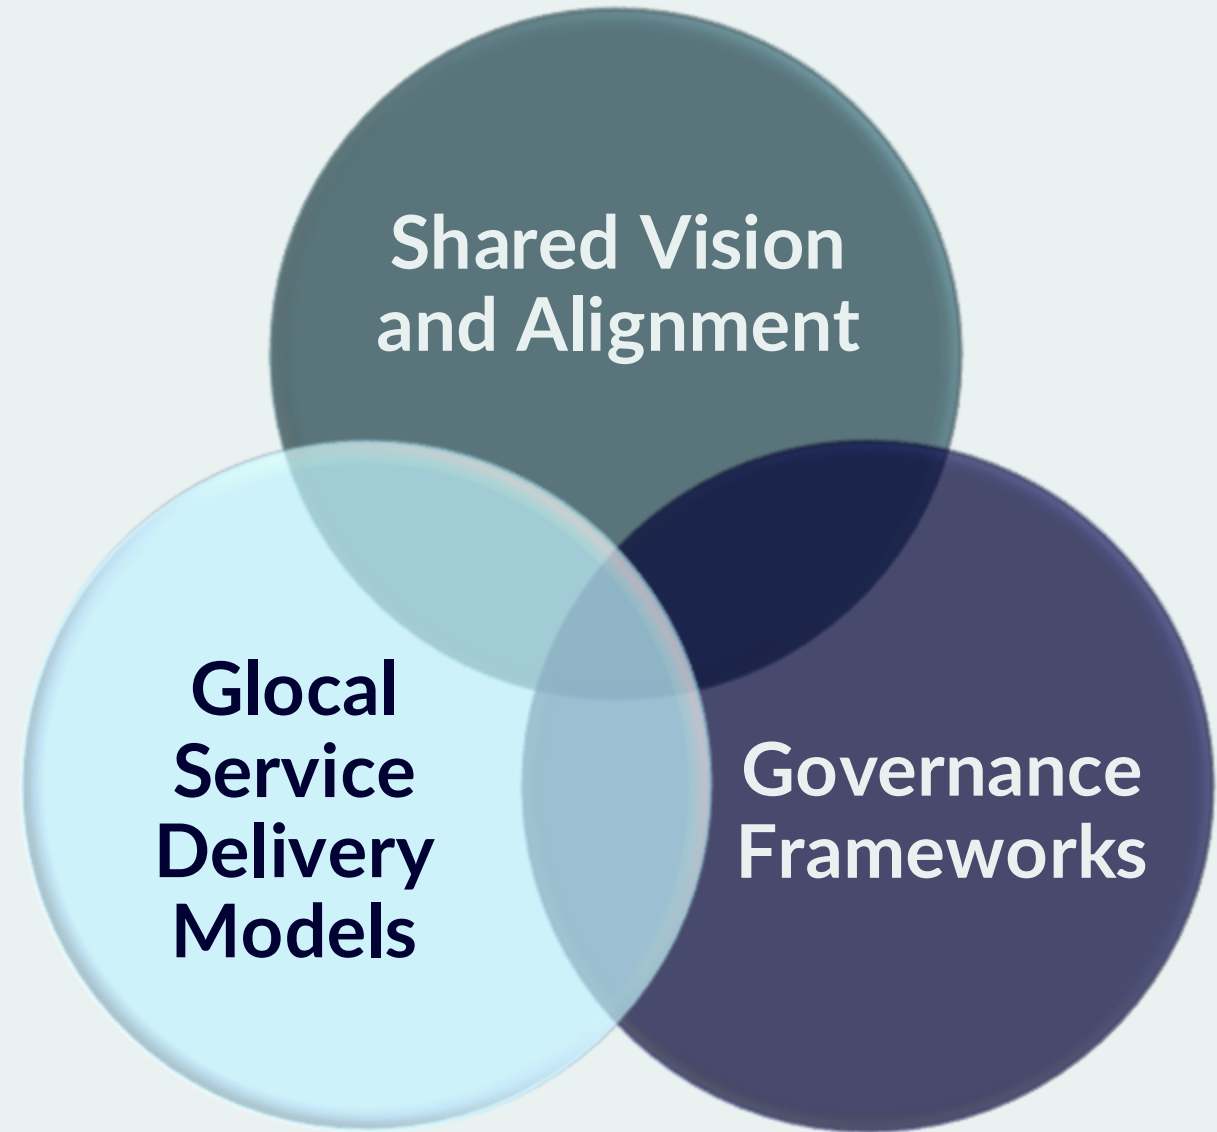 Shared Vision
and Alignment
Glocal
Service
Delivery
Models
Governance
Frameworks